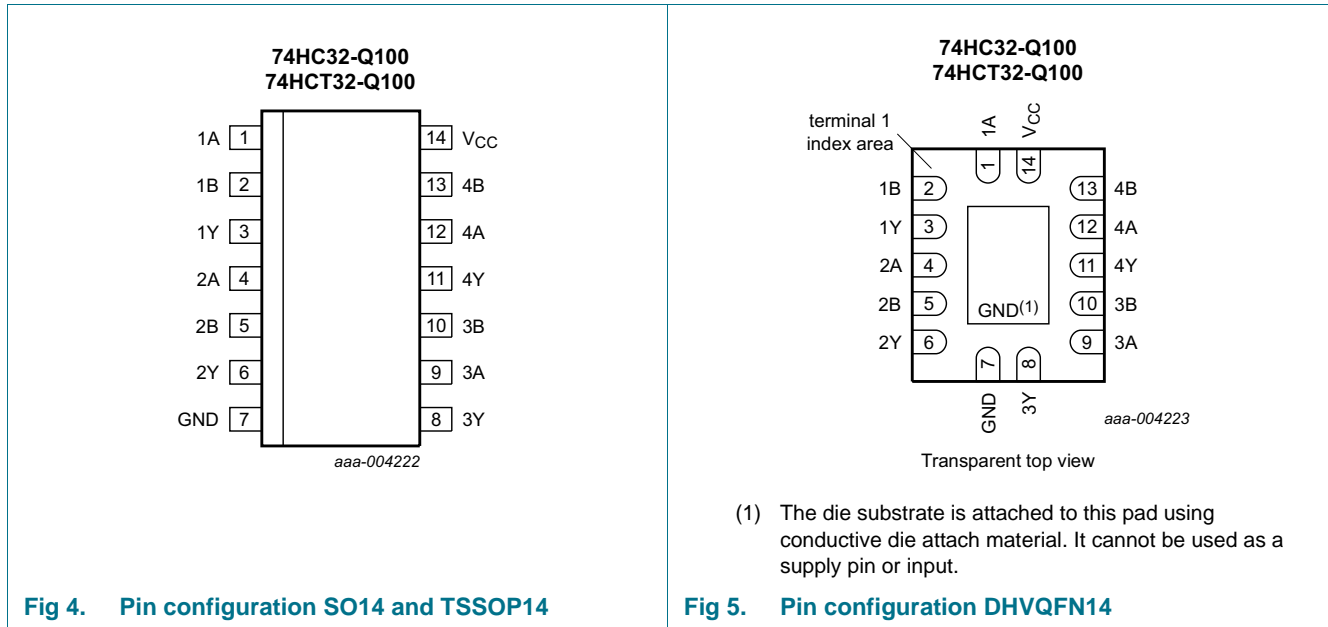 74HC32-Q100
74HCT32-Q100
1A 1
14 VCC
1B 2
13 4B
1Y 3
12 4A
2A 4
11 4Y
2B 5
10 3B
2Y 6
9 3A
GND 7
8 3Y
aaa-004222
Fig 4. Pin configuration SO14 and TSSOP14
74HC32-Q100
74HCT32-Q100
terminal 1
index area
1A
VCC
1
14
1B 2
13 4B
1Y 3
12 4A
2A 4
11 4Y
2B 5
10 3B
GND(1)
2Y 6
9 3A
7
8
GND
3Y
aaa-004223
Transparent top view
(1) The die substrate is attached to this pad using
conductive die attach material. It cannot be used as a
supply pin or input.
Fig 5. Pin configuration DHVQFN14